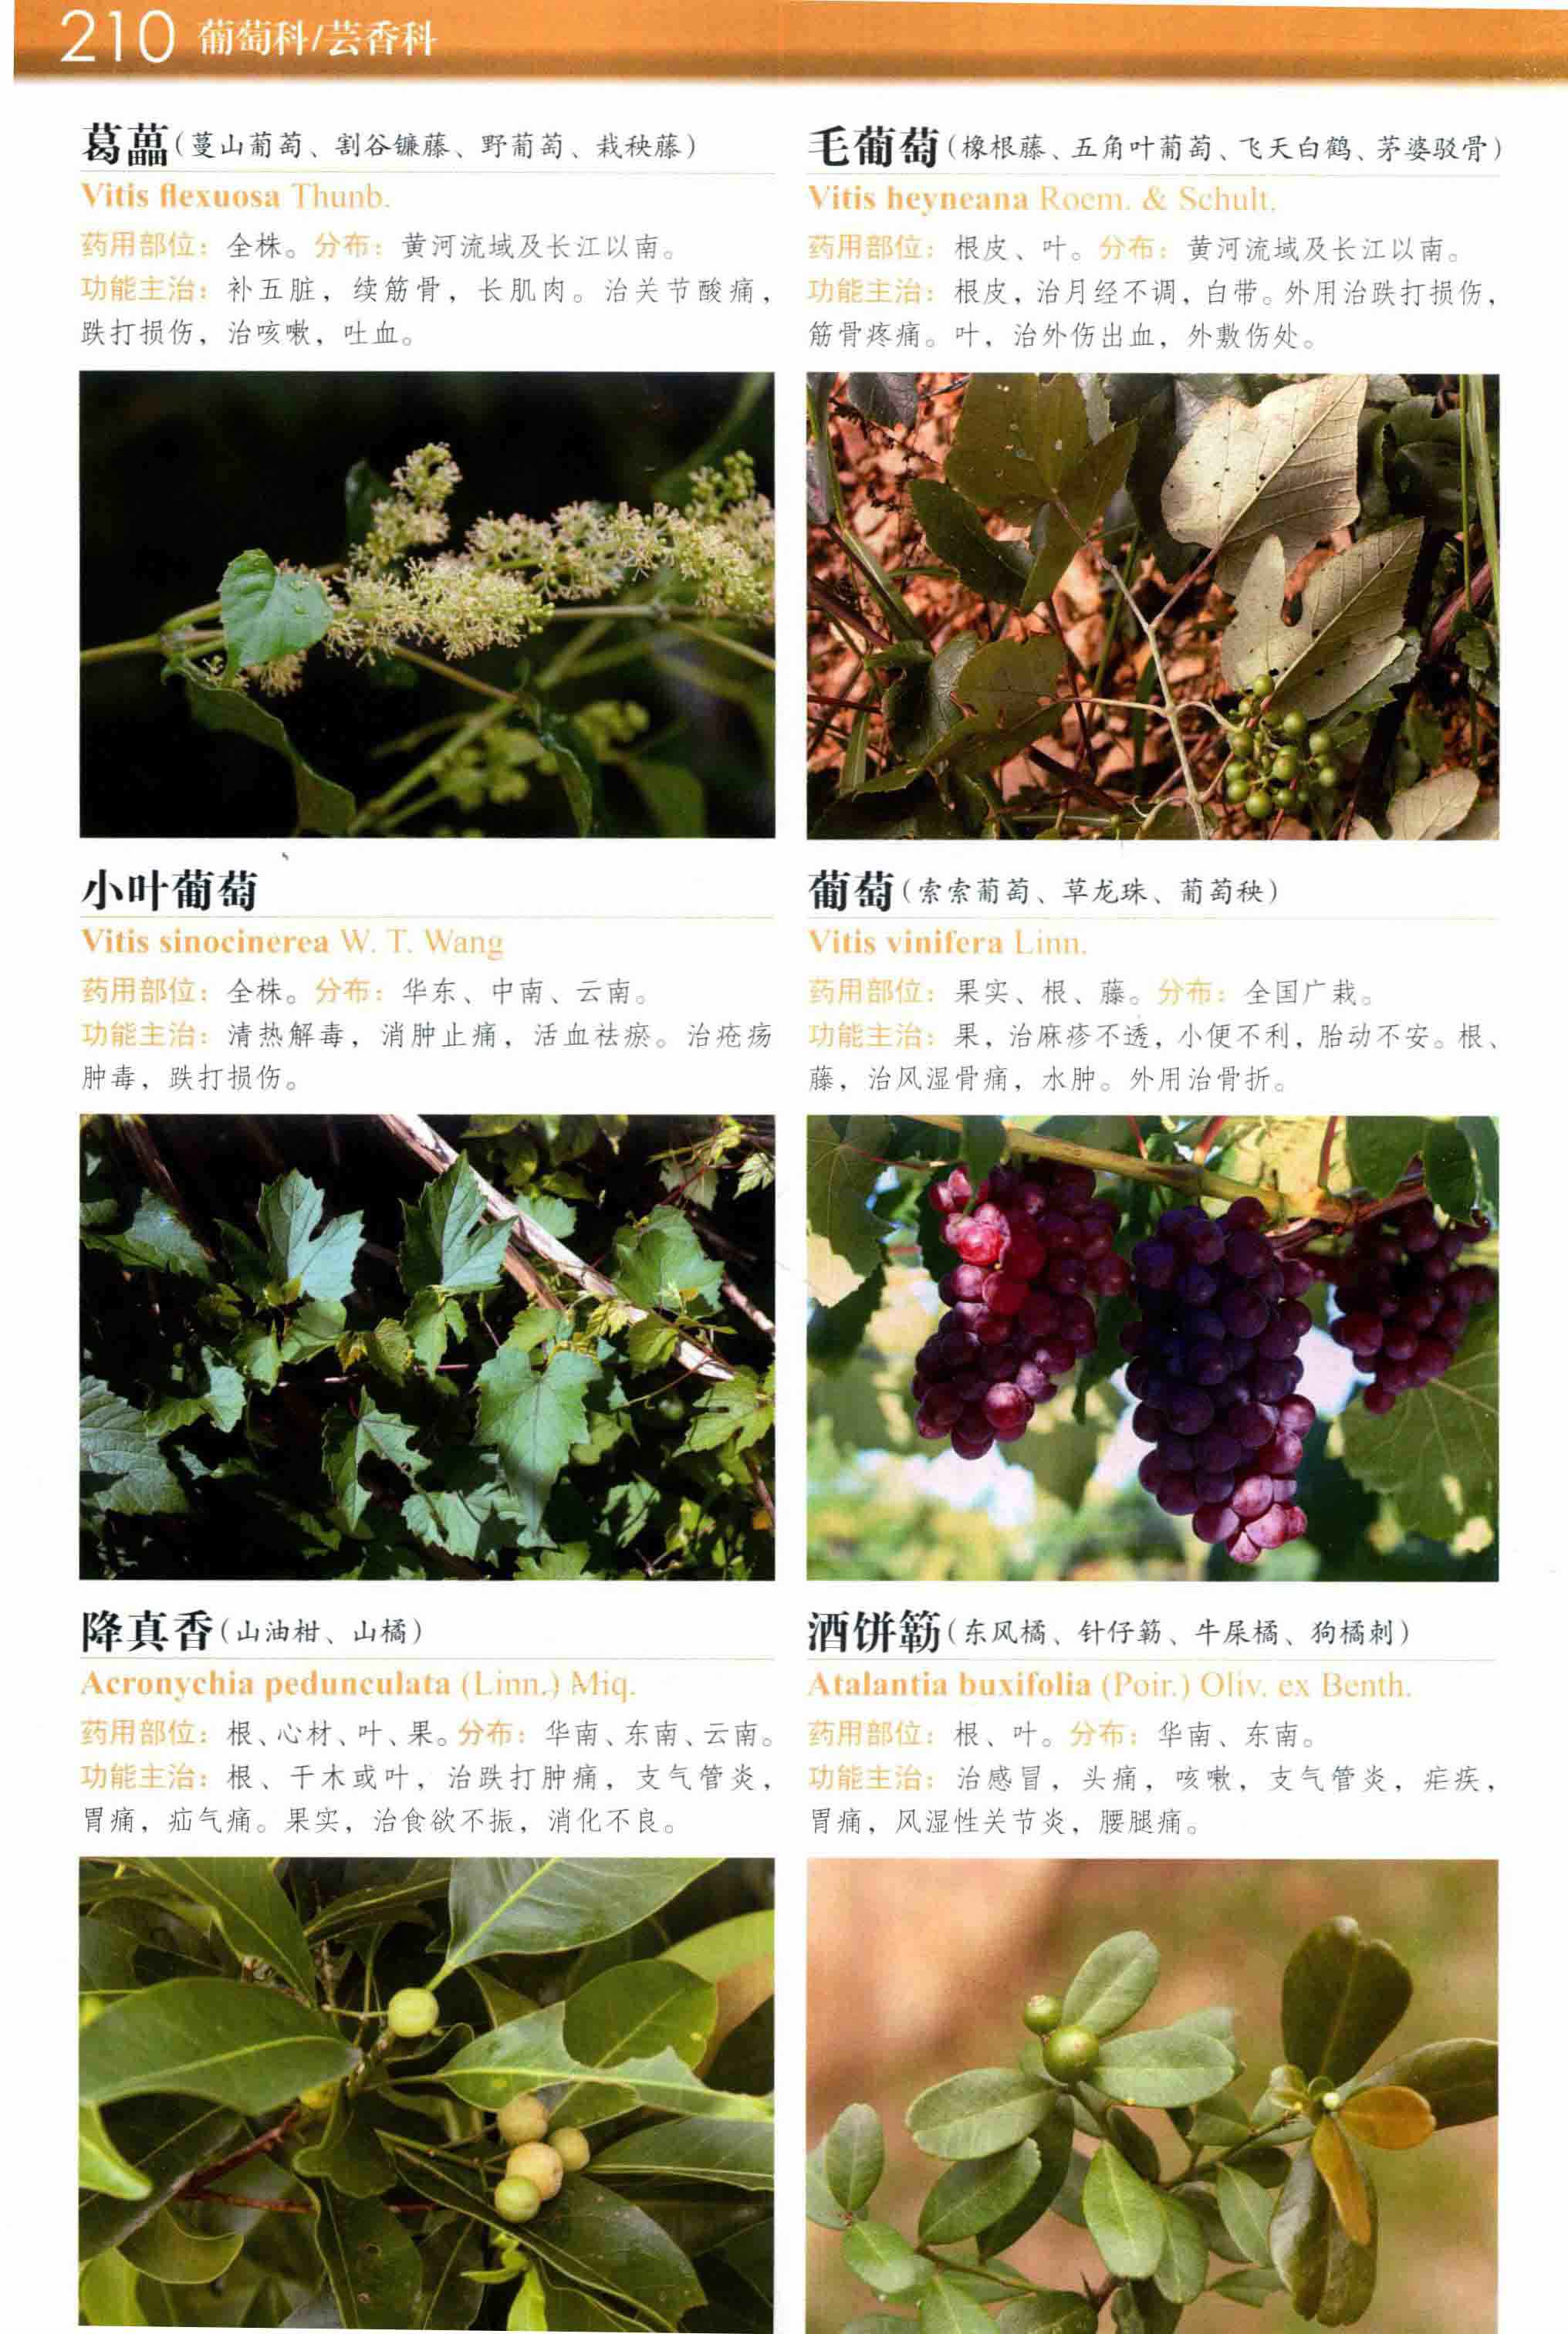 210 葡萄科/芸香科
葛藟(蔓山葡萄、割谷镰藤、野葡萄、栽秧藤)
Vitis flexuosa Thunb.
药用部位：全株。分布：黄河流域及长江以南。
功能主治：补五脏，续筋骨，长肌肉。治关节酸痛，
跌打损伤，治咳嗽，吐血。
毛葡萄(橡根藤、五角叶葡萄、飞天白鹤、茅婆驳骨)
Vitis heyneana Roem. & Schult.
药用部位：根皮、叶。分布：黄河流域及长江以南。
功能主治：根皮，治月经不调，白带。外用治跌打损伤，
筋骨疼痛。叶，治外伤出血，外敷伤处。
小叶葡萄
Vitis sinocinerea W. T. Wang
药用部位：全株。分布：华东、中南、云南。
功能主治：清热解毒，消肿止痛，活血祛瘀。治疮疡
肿毒，跌打损伤。
葡萄(索索葡萄、草龙珠、葡萄秧)
Vitis vinifera Linn.
药用部位：果实、根、藤。分布：全国广栽。
功能主治：果，治麻疹不透，小便不利，胎动不安。根、
藤，治风湿骨痛，水肿。外用治骨折。
降真香(山油柑、山橘)
Acronychia pedunculata (Linn.) Miq.
药用部位：根、心材、叶、果。分布：华南、东南、云南。
功能主治：根、干木或叶，治跌打肿痛，支气管炎，
胃痛，疝气痛。果实，治食欲不振，消化不良。
酒饼簕(东风橘、针仔簕、牛屎橘、狗橘刺)
Atalantia buxifolia (Poir.) Oliv. ex Benth.
药用部位：根、叶。分布：华南、东南。
功能主治：治感冒，头痛，咳嗽，支气管炎，疟疾，
胃痛，风湿性关节炎，腰腿痛。